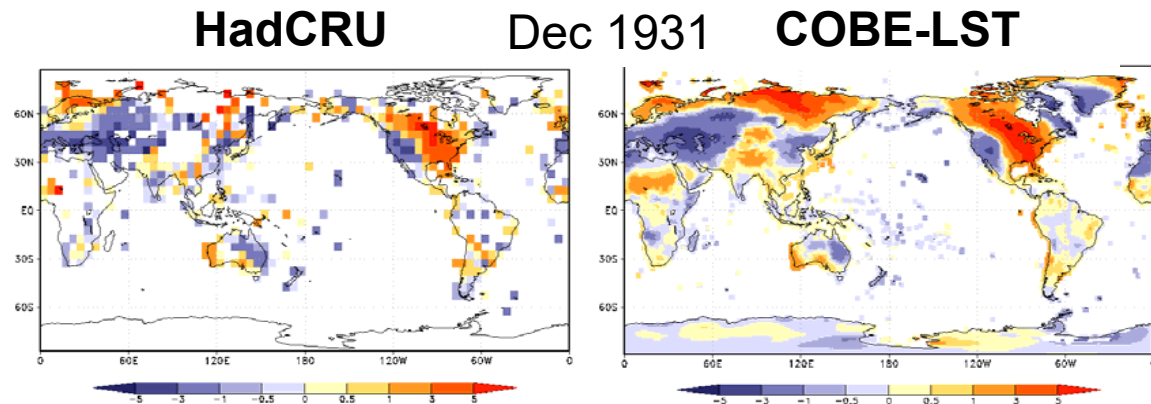 HadCRU Dec 1931 COBE-LST
60N
30N
EQ
30S
60S
0 60E 120E 180 120W 60W 0
-5 -3 -1 -0.5 0 0.5 1 3 5
60N
30N
EQ
30S
60S
0 60E 120E 180 120W 60W
-5 -3 -1 -0.5 0 0.5 1 3 5